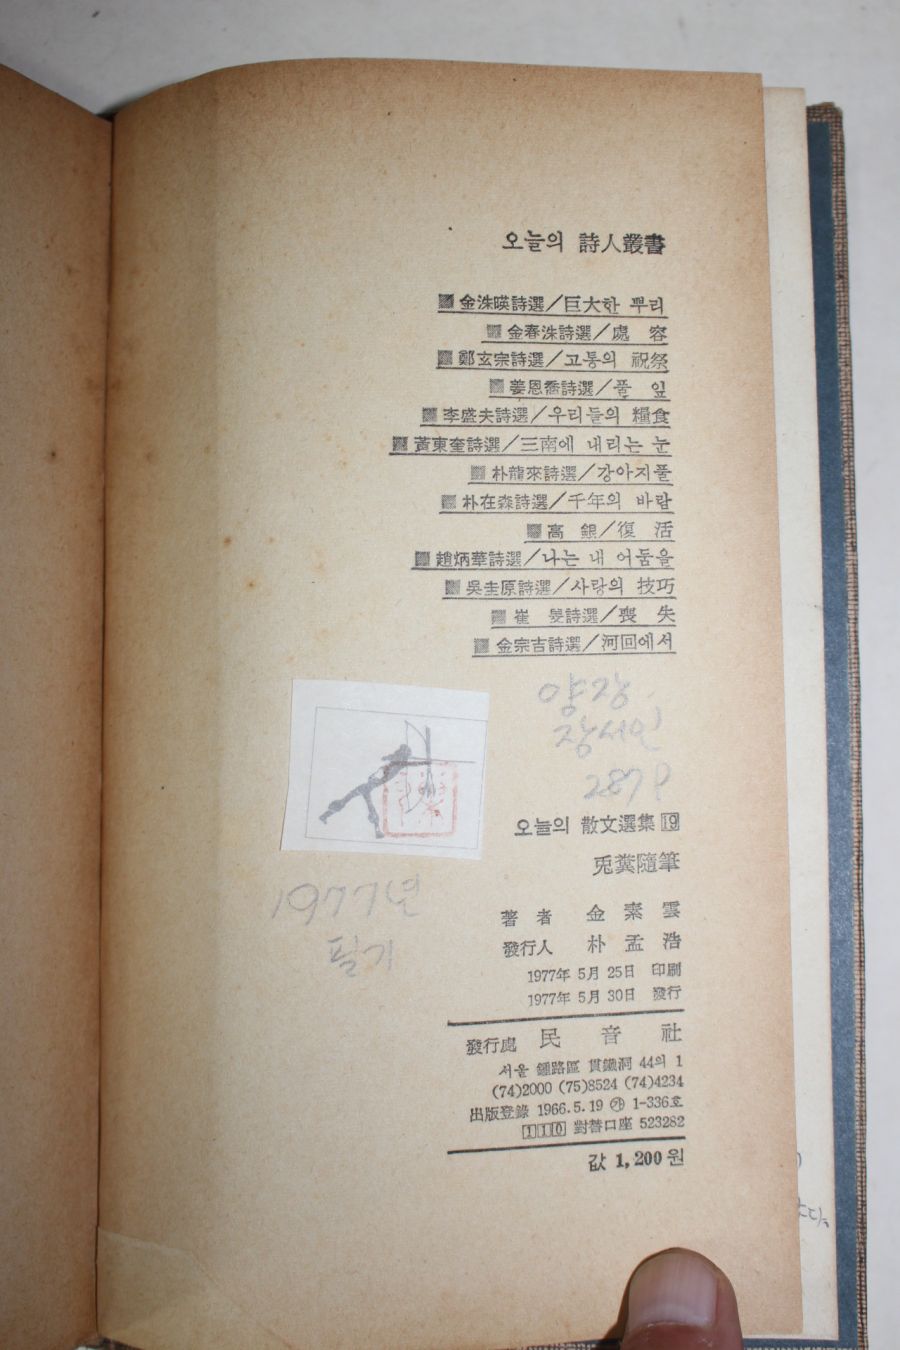 오늘의 詩人叢書
金洙暎詩選/巨大한 뿌리
金春洙詩選/處 容
鄭玄宗詩選/고통의 祝祭
姜恩喬詩選/풀 잎
李盛夫詩選/우리들의 糧食
黃東奎詩選/三南에 내리는 눈
朴龍來詩選/강아지풀
朴在森詩選/千年의 바람
高 銀/復 活
趙炳華詩選/나는 내 어둠을
吳圭原詩選/사랑의 技巧
崔 旻詩選/喪 失
金宗吉詩選/河回에서
양장
장서인
287P
1977년
필기
오늘의 散文選集 19
兎糞隨筆
著者 金素雲
發行人 朴孟浩
1977年 5月 25日 印刷
1977年 5月 30日 發行
發行處 民音社
서울 鍾路區 貫鐵洞 44의 1
(74)2000 (75)8524 (74)4234
出版登錄 1966.5.19 ㉮ 1-336호
110 對替口座 523282
값 1,200원